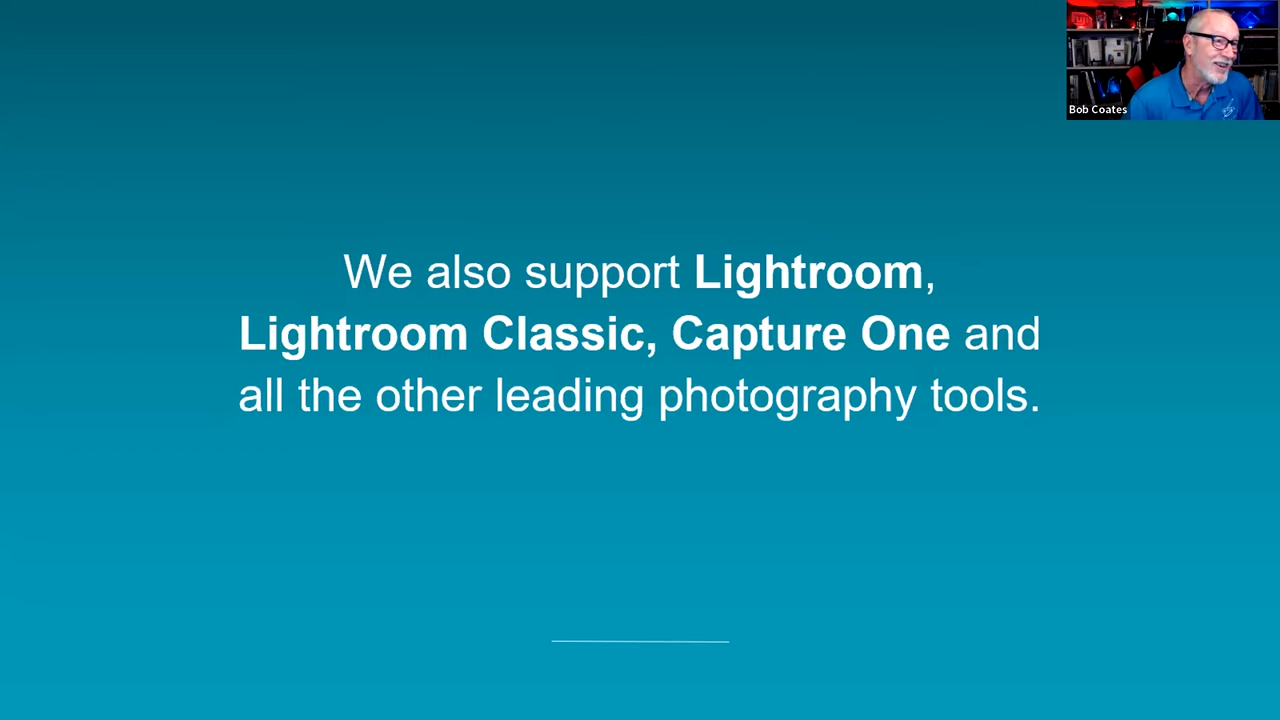 Bob Coates
We also support Lightroom,
Lightroom Classic, Capture One and
all the other leading photography tools.